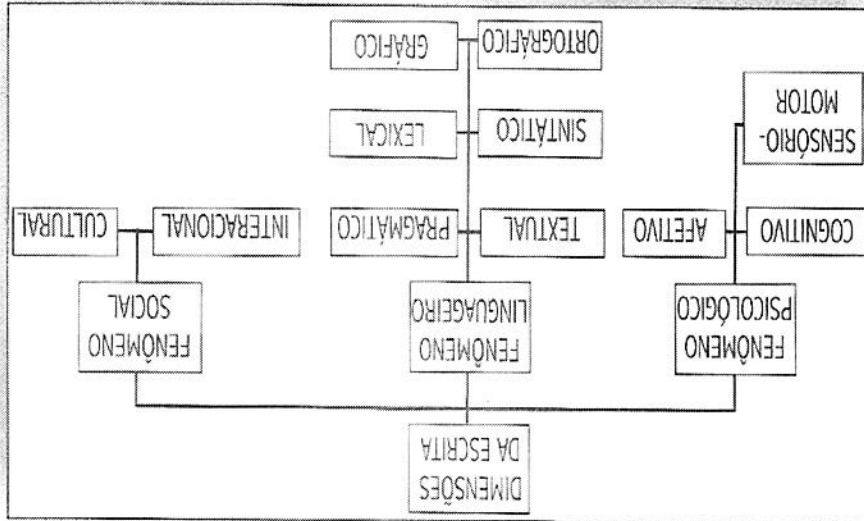 DIMENSÕES
DA ESCRITA
FENÔMENO
PSICOLÓGICO
FENÔMENO
LINGUAGEIRO
FENÔMENO
SOCIAL
COGNITIVO
AFETIVO
TEXTUAL
PRAGMÁTICO
INTERACIONAL
CULTURAL
SENSÓRIO-
MOTOR
SINTÁTICO
LEXICAL
ORTOGRÁFICO
GRÁFICO